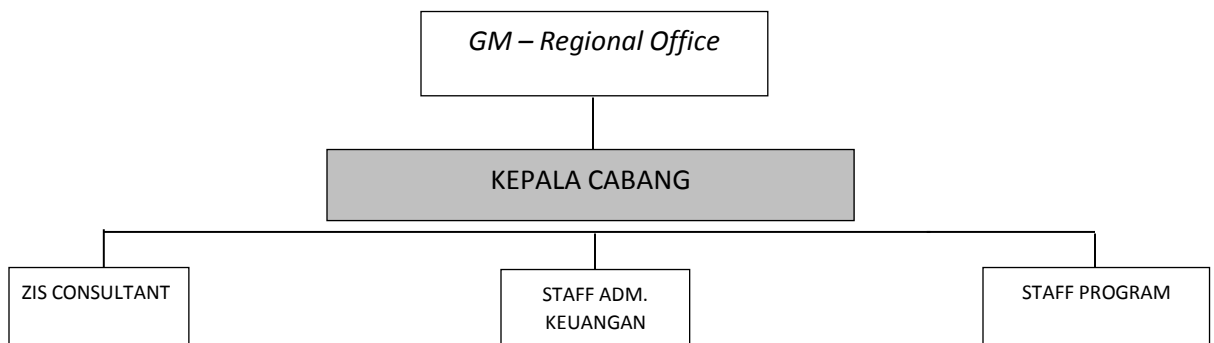 GM – Regional Office
KEPALA CABANG
ZIS CONSULTANT
STAFF ADM.
KEUANGAN
STAFF PROGRAM